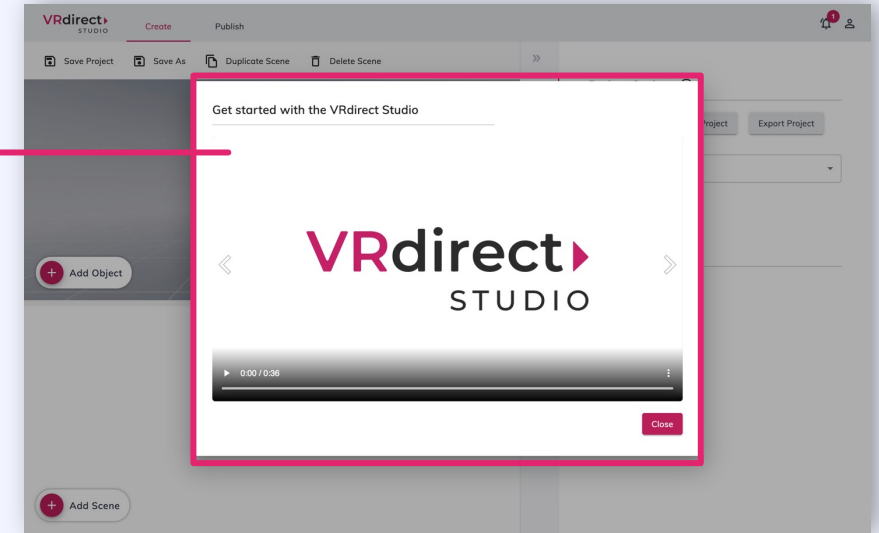 VRdirect
STUDIO
Create
Publish
1
Save Project
Save As
Duplicate Scene
Delete Scene
Get started with the VRdirect Studio
Project
Export Project
VRdirect
STUDIO
Add Object
0:00 / 0:36
Close
Add Scene